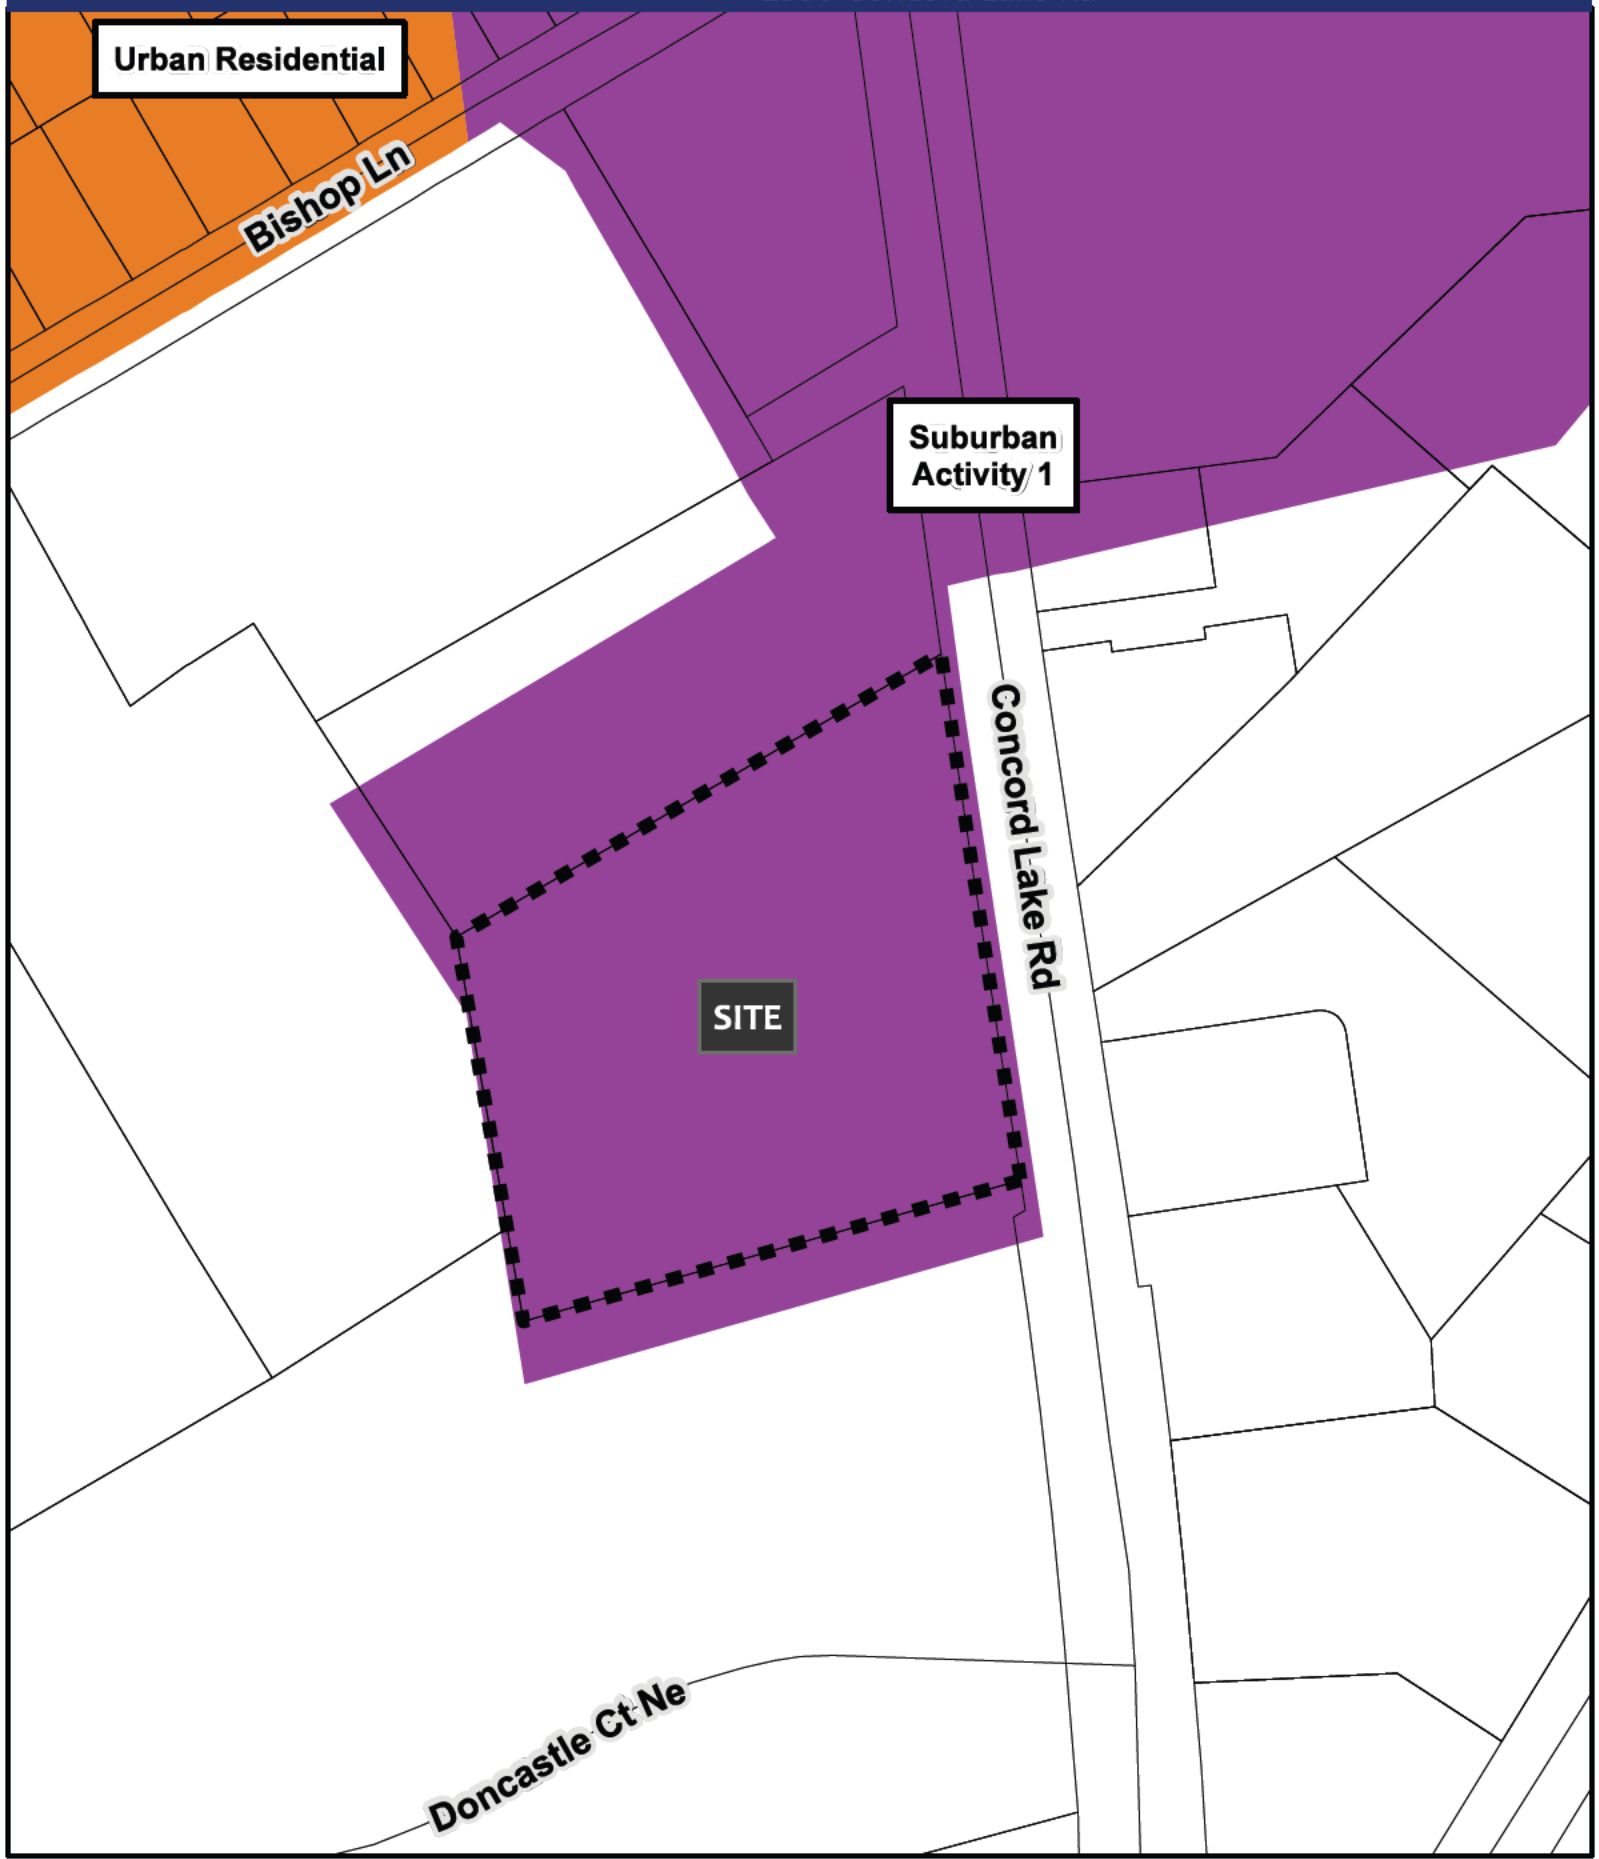 Urban Residential
Bishop Ln
Suburban
Activity 1
Concord Lake Rd
SITE
Doncastle Ct Ne